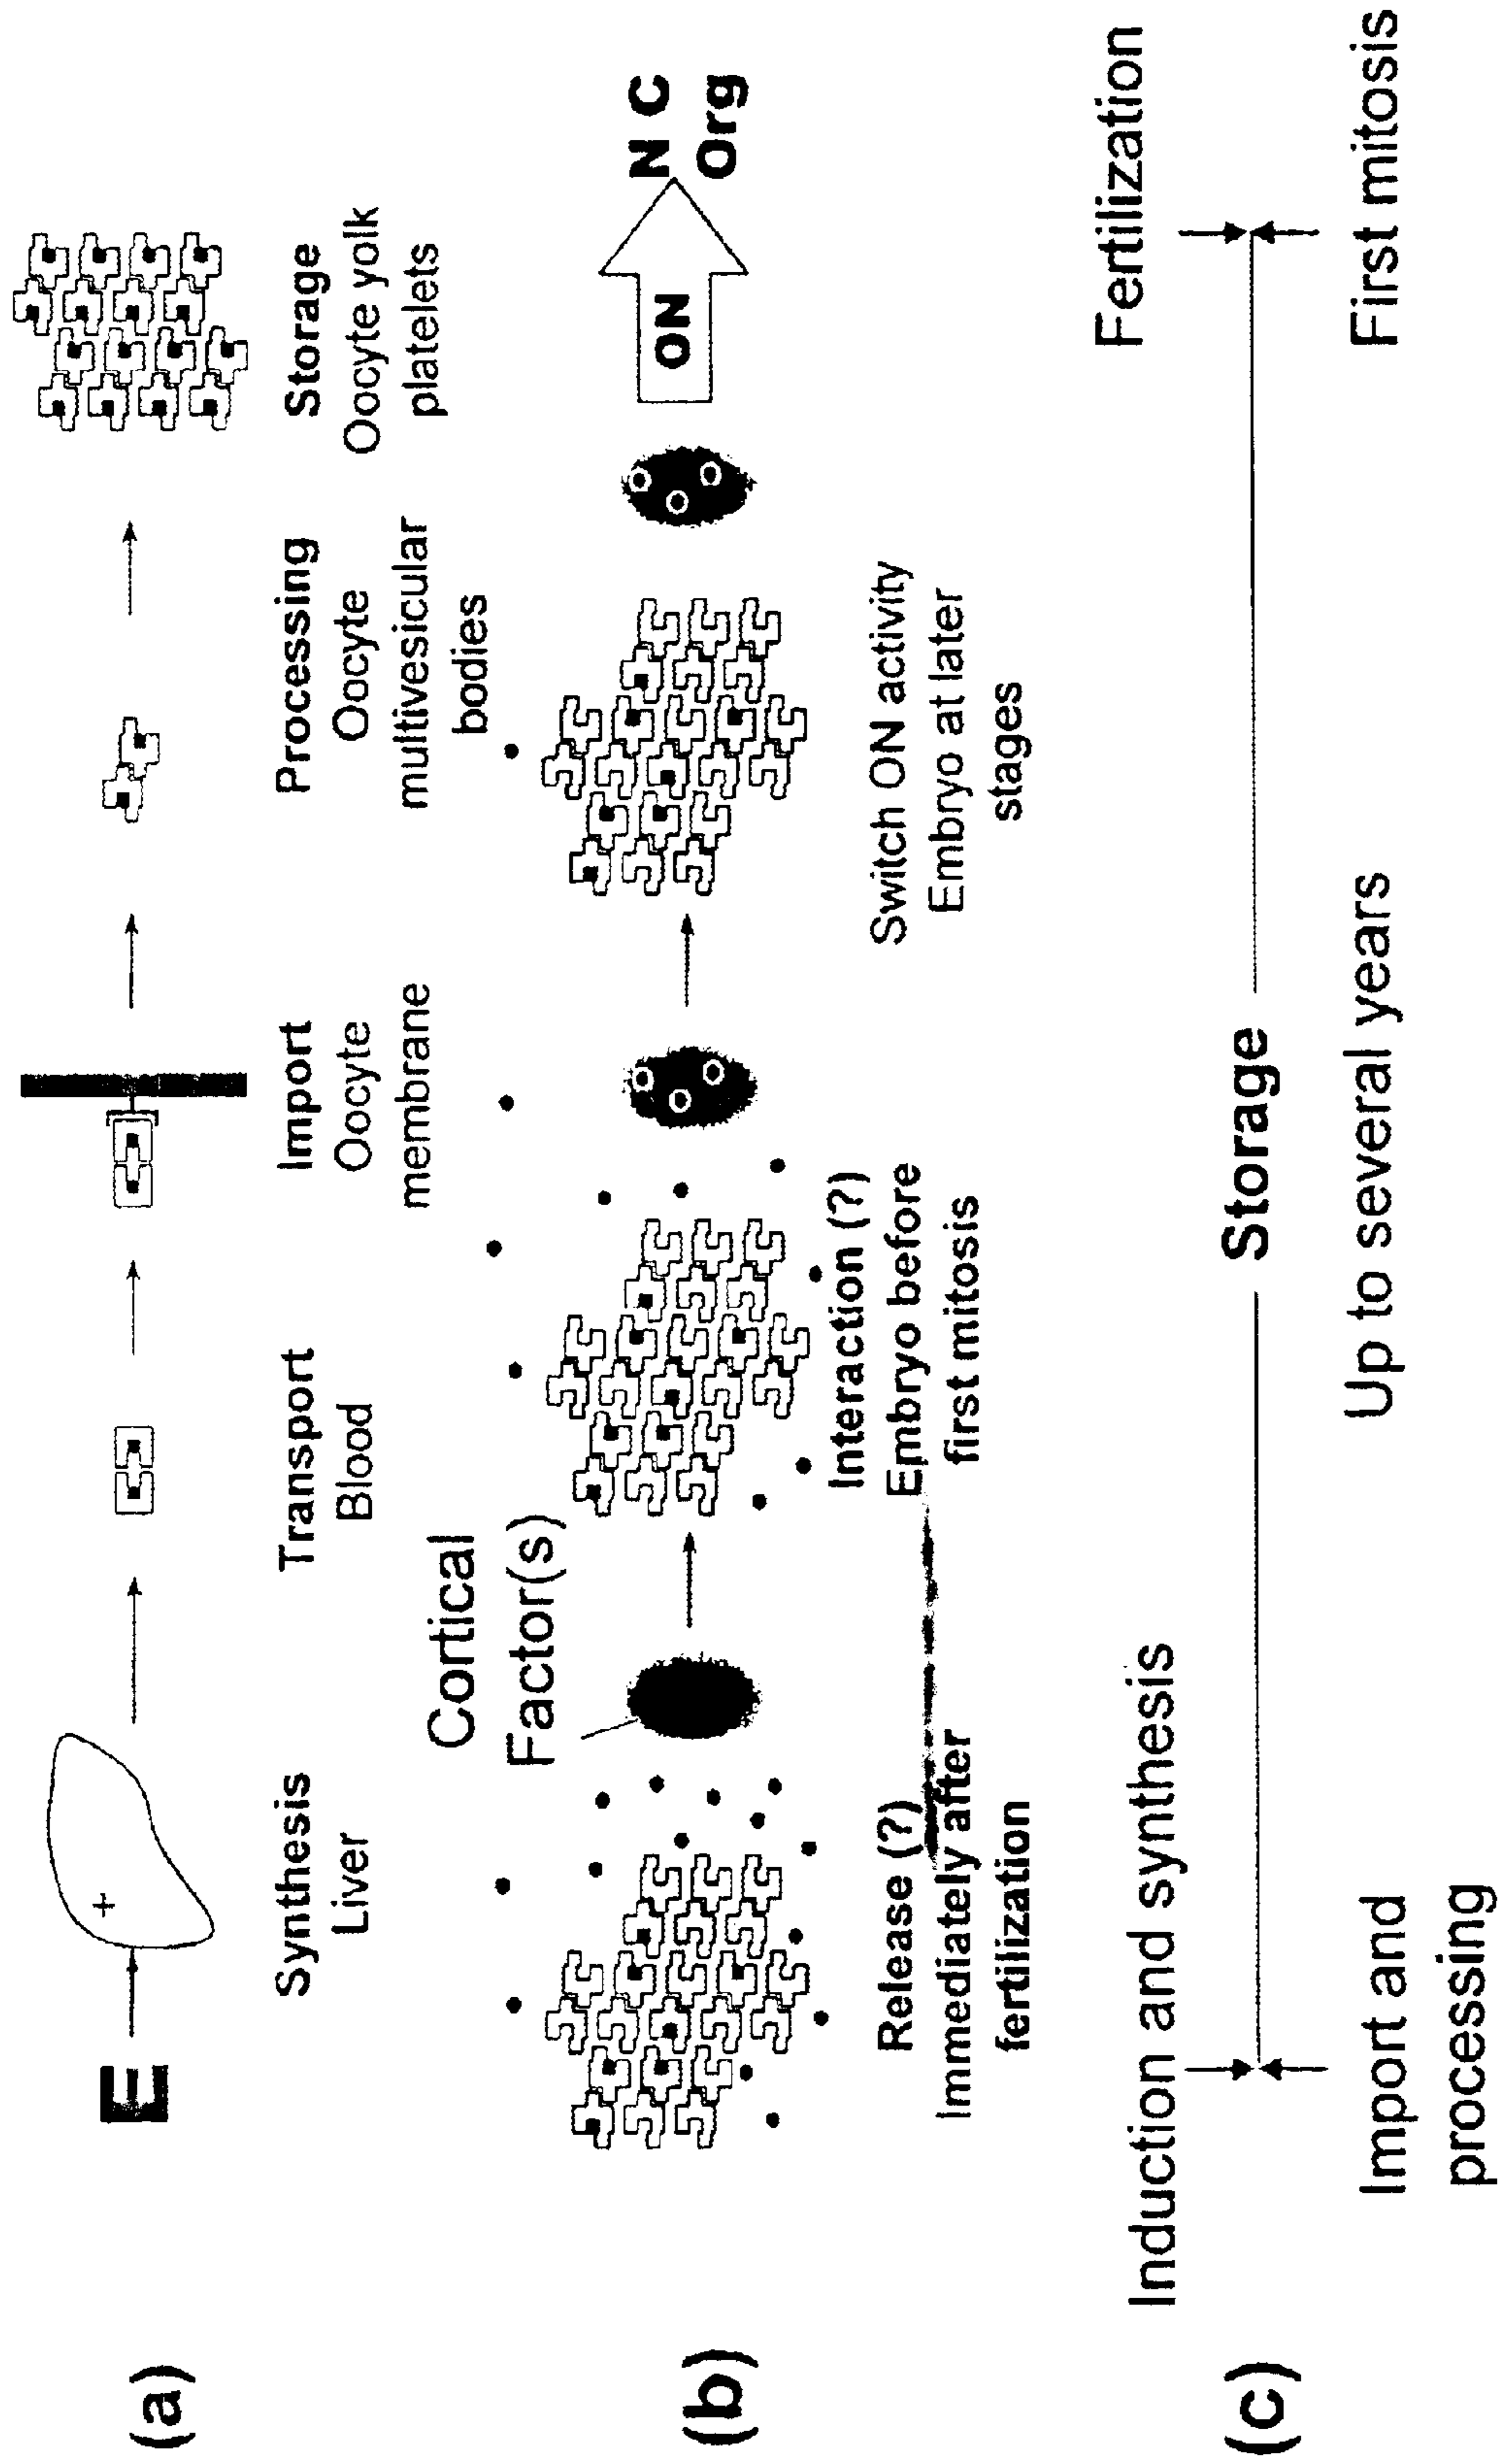 (a)
E
+
Synthesis
Liver
Transport
Blood
Import
Oocyte
membrane
Processing
Oocyte
multivesicular
bodies
Storage
Oocyte yolk
platelets
(b)
Cortical
Factor(s)
Release (?)
Immediately after
fertilization
Interaction (?)
Embryo before
first mitosis
Switch ON activity
Embryo at later
stages
ON
N C
Org
(c)
Induction and synthesis
Import and
processing
Storage
Up to several years
Fertilization
First mitosis